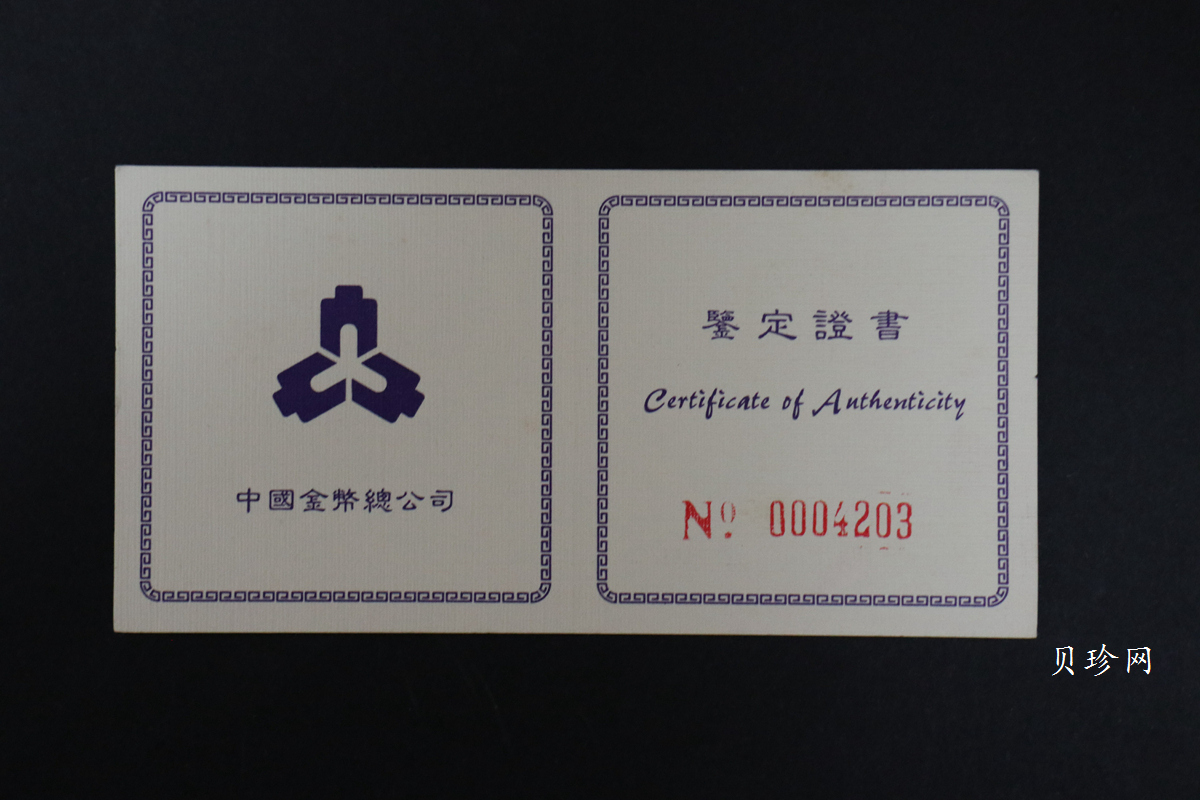 中國金幣總公司
鑒定證書
Certificate of Authenticity
Nº 0004203
贝珍网